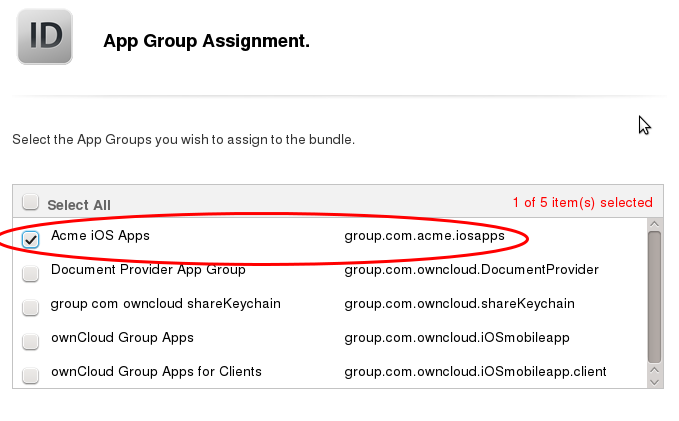 ID
App Group Assignment.
Select the App Groups you wish to assign to the bundle.
Select All 1 of 5 item(s) selected
Acme iOS Apps group.com.acme.iosapps
Document Provider App Group group.com.owncloud.DocumentProvider
group com owncloud shareKeychain group.com.owncloud.shareKeychain
ownCloud Group Apps group.com.owncloud.iOSmobileapp
ownCloud Group Apps for Clients group.com.owncloud.iOSmobileapp.client